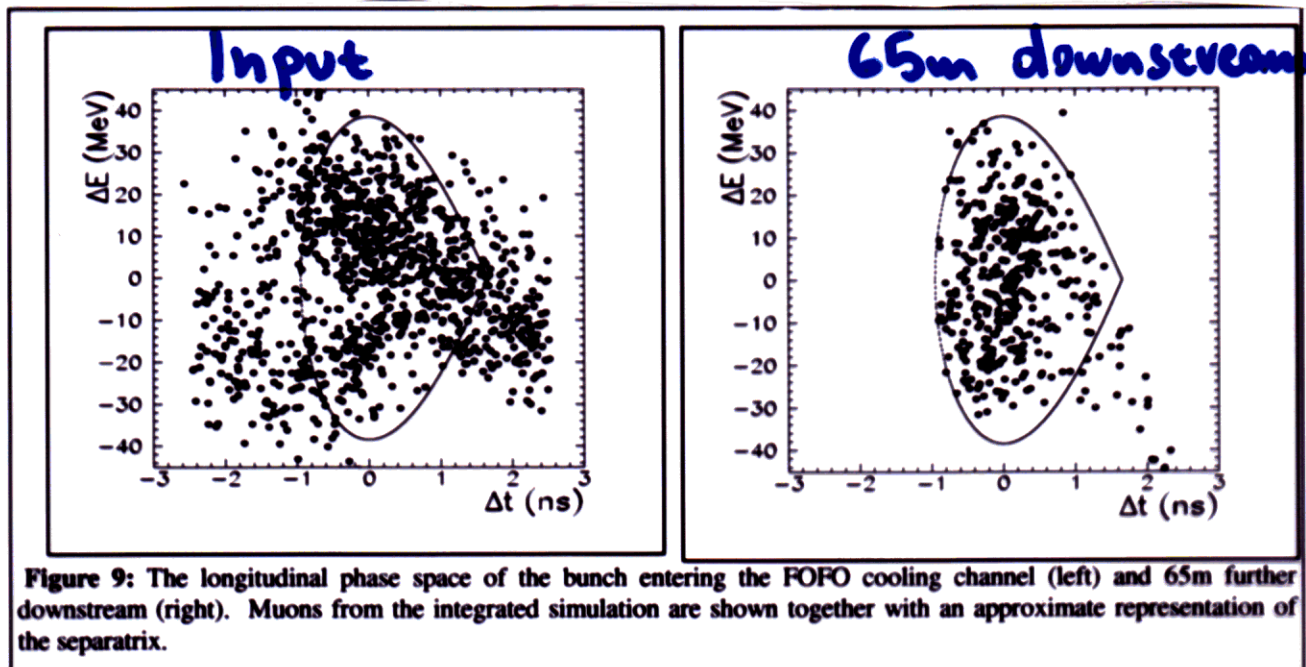 Input
65m downstream
40
30
20
10
0
−10
−20
−30
−40
ΔE (MeV)
−3 −2 −1 0 1 2 3
Δt (ns)
40
30
20
10
0
−10
−20
−30
−40
ΔE (MeV)
−3 −2 −1 0 1 2 3
Δt (ns)
Figure 9: The longitudinal phase space of the bunch entering the FOFO cooling channel (left) and 65m further
downstream (right). Muons from the integrated simulation are shown together with an approximate representation of
the separatrix.